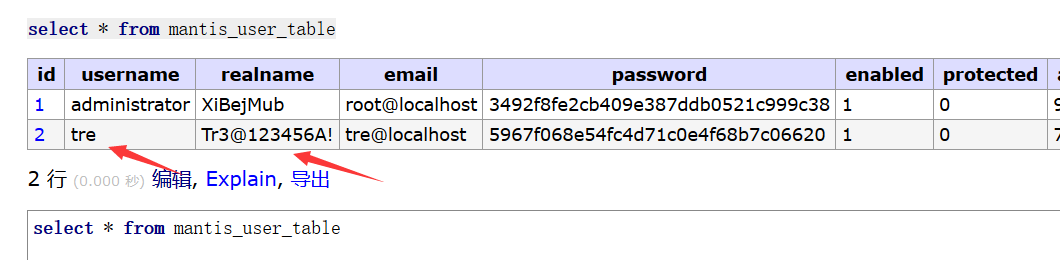 select * from mantis_user_table
id username realname email password enabled protected a
1 administrator XiBejMub root@localhost 3492f8fe2cb409e387ddb0521c999c38 1 0 9
2 tre Tr3@123456A! tre@localhost 5967f068e54fc4d71c0e4f68b7c06620 1 0 7
2 行 (0.000 秒) 编辑, Explain, 导出
select * from mantis_user_table